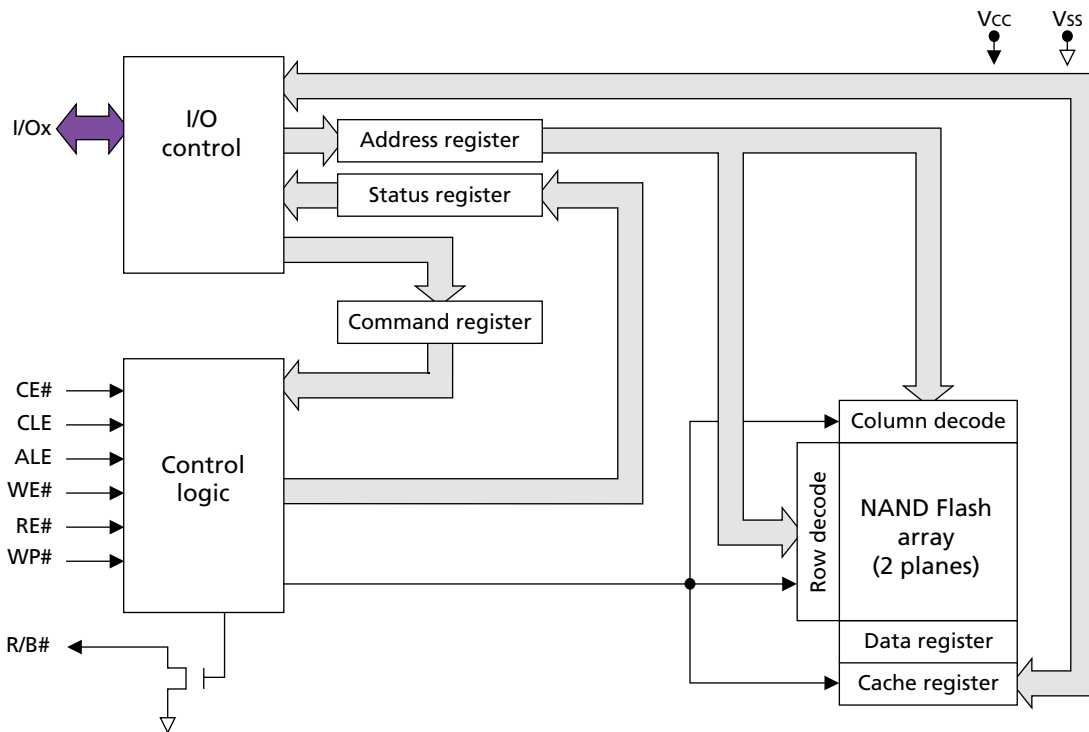 Vcc
Vss
I/Ox
I/O
control
Address register
Status register
Command register
CE#
CLE
ALE
WE#
RE#
WP#
Control
logic
R/B#
Column decode
Row decode
NAND Flash
array
(2 planes)
Data register
Cache register